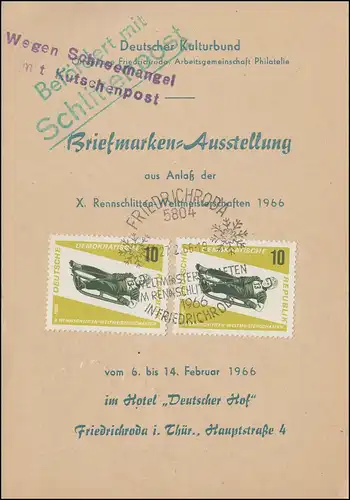 Befördert mit
Schlittenpost
Wegen Schneemangel
mit Kutschenpost
Deutscher Kulturbund
Friedrichroda, Arbeitsgemeinschaft Philatelie
Briefmarken=Ausstellung
aus Anlaß der
X. Rennschlitten-Weltmeisterschaften 1966
FRIEDRICHRODA
5804
WELTMEISTERSCHAFTEN
IM RENNSCHLITTEN
1966
IN FRIEDRICHRODA
DEUTSCHE
DEMOKRATISCHE
10
DEMOKRATISCHE
10
REPUBLIK
vom 6. bis 14. Februar 1966
im Hotel „Deutscher Hof"
Friedrichroda i. Thür., Hauptstraße 4